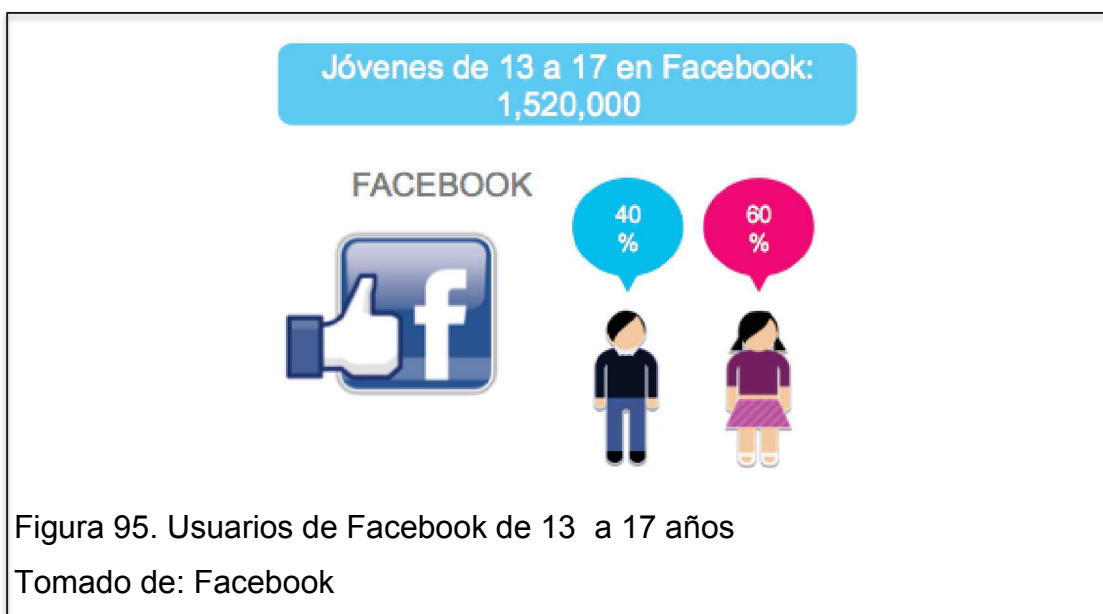 Jóvenes de 13 a 17 en Facebook:
1,520,000
FACEBOOK
40
%
60
%
f
Figura 95. Usuarios de Facebook de 13  a 17 años
Tomado de: Facebook